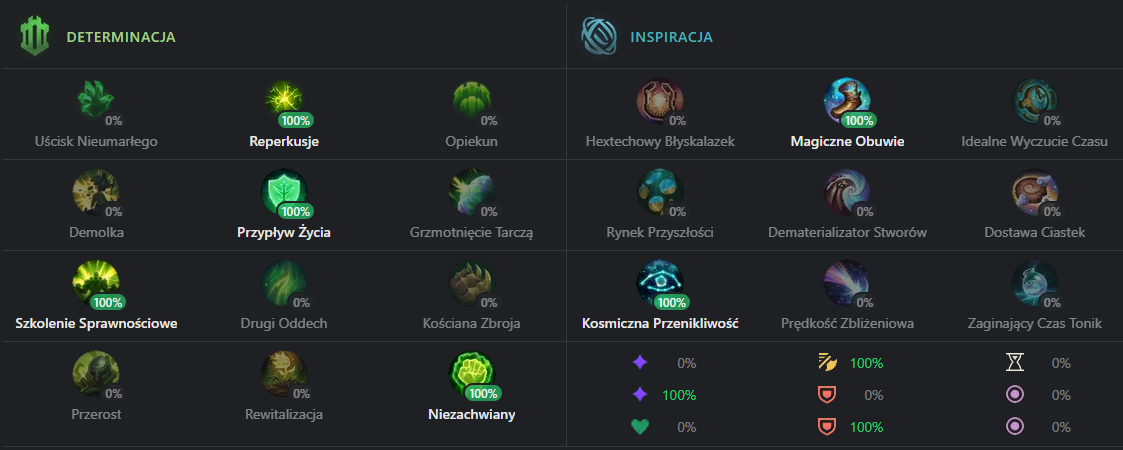 DETERMINACJA
0%
100%
0%
Uścisk Nieumarłego
Reperkusje
Opiekun
0%
100%
0%
Demolka
Przypływ Życia
Grzmotnięcie Tarczą
100%
0%
0%
Szkolenie Sprawnościowe
Drugi Oddech
Kościana Zbroja
0%
0%
100%
Przerost
Rewitalizacja
Niezachwiany
INSPIRACJA
0%
100%
0%
Hextechowy Błyskalazek
Magiczne Obuwie
Idealne Wyczucie Czasu
0%
0%
0%
Rynek Przyszłości
Dematerializator Stworów
Dostawa Ciastek
100%
0%
0%
Kosmiczna Przenikliwość
Prędkość Zbliżeniowa
Zaginający Czas Tonik
0%
100%
0%
100%
0%
0%
0%
100%
0%